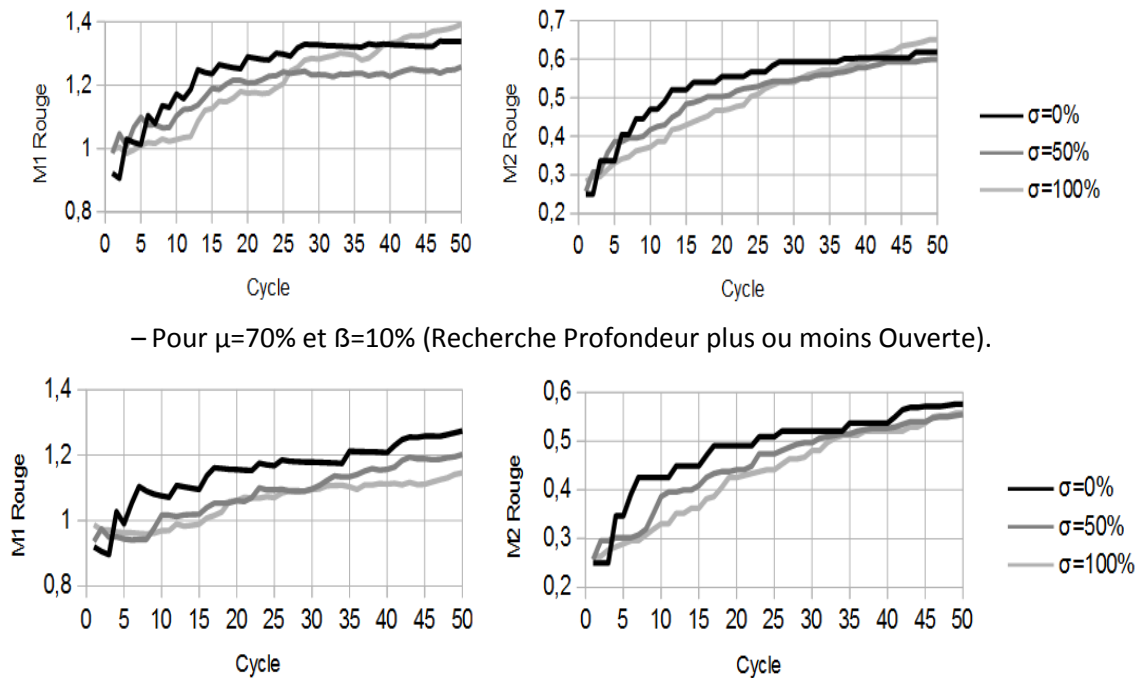 1,4
1,2
1
0,8
M1 Rouge
0 5 10 15 20 25 30 35 40 45 50
Cycle
0,7
0,6
0,5
0,4
0,3
0,2
M2 Rouge
0 5 10 15 20 25 30 35 40 45 50
Cycle
σ=0%
σ=50%
σ=100%
– Pour μ=70% et ß=10% (Recherche Profondeur plus ou moins Ouverte).
1,4
1,2
1
0,8
M1 Rouge
0 5 10 15 20 25 30 35 40 45 50
Cycle
0,6
0,5
0,4
0,3
0,2
M2 Rouge
0 5 10 15 20 25 30 35 40 45 50
Cycle
σ=0%
σ=50%
σ=100%